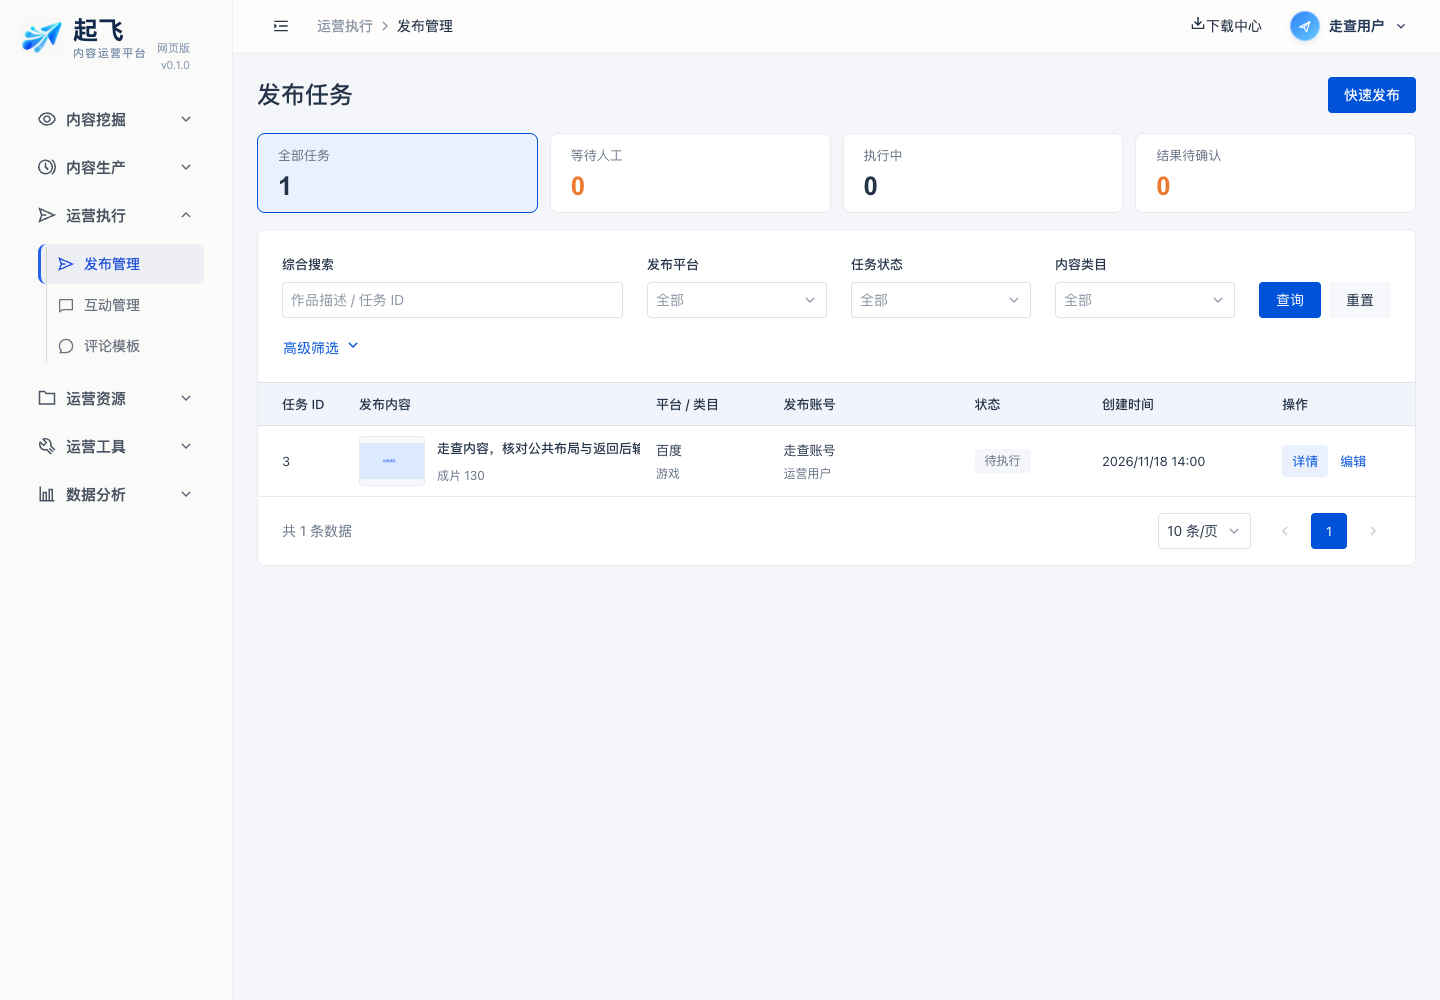 起飞
内容运营平台
网页版
v0.1.0
内容挖掘
内容生产
运营执行
发布管理
互动管理
评论模板
运营资源
运营工具
数据分析
运营执行 > 发布管理
下载中心
走查用户
发布任务
快速发布
全部任务
1
等待人工
0
执行中
0
结果待确认
0
综合搜索
作品描述 / 任务 ID
发布平台
全部
任务状态
全部
内容类目
全部
查询
重置
高级筛选
任务 ID 发布内容 平台 / 类目 发布账号 状态 创建时间 操作
3
走查内容，核对公共布局与返回后
成片 130
百度
游戏
走查账号
运营用户
待执行
2026/11/18 14:00
详情 编辑
共 1 条数据
10 条/页
1